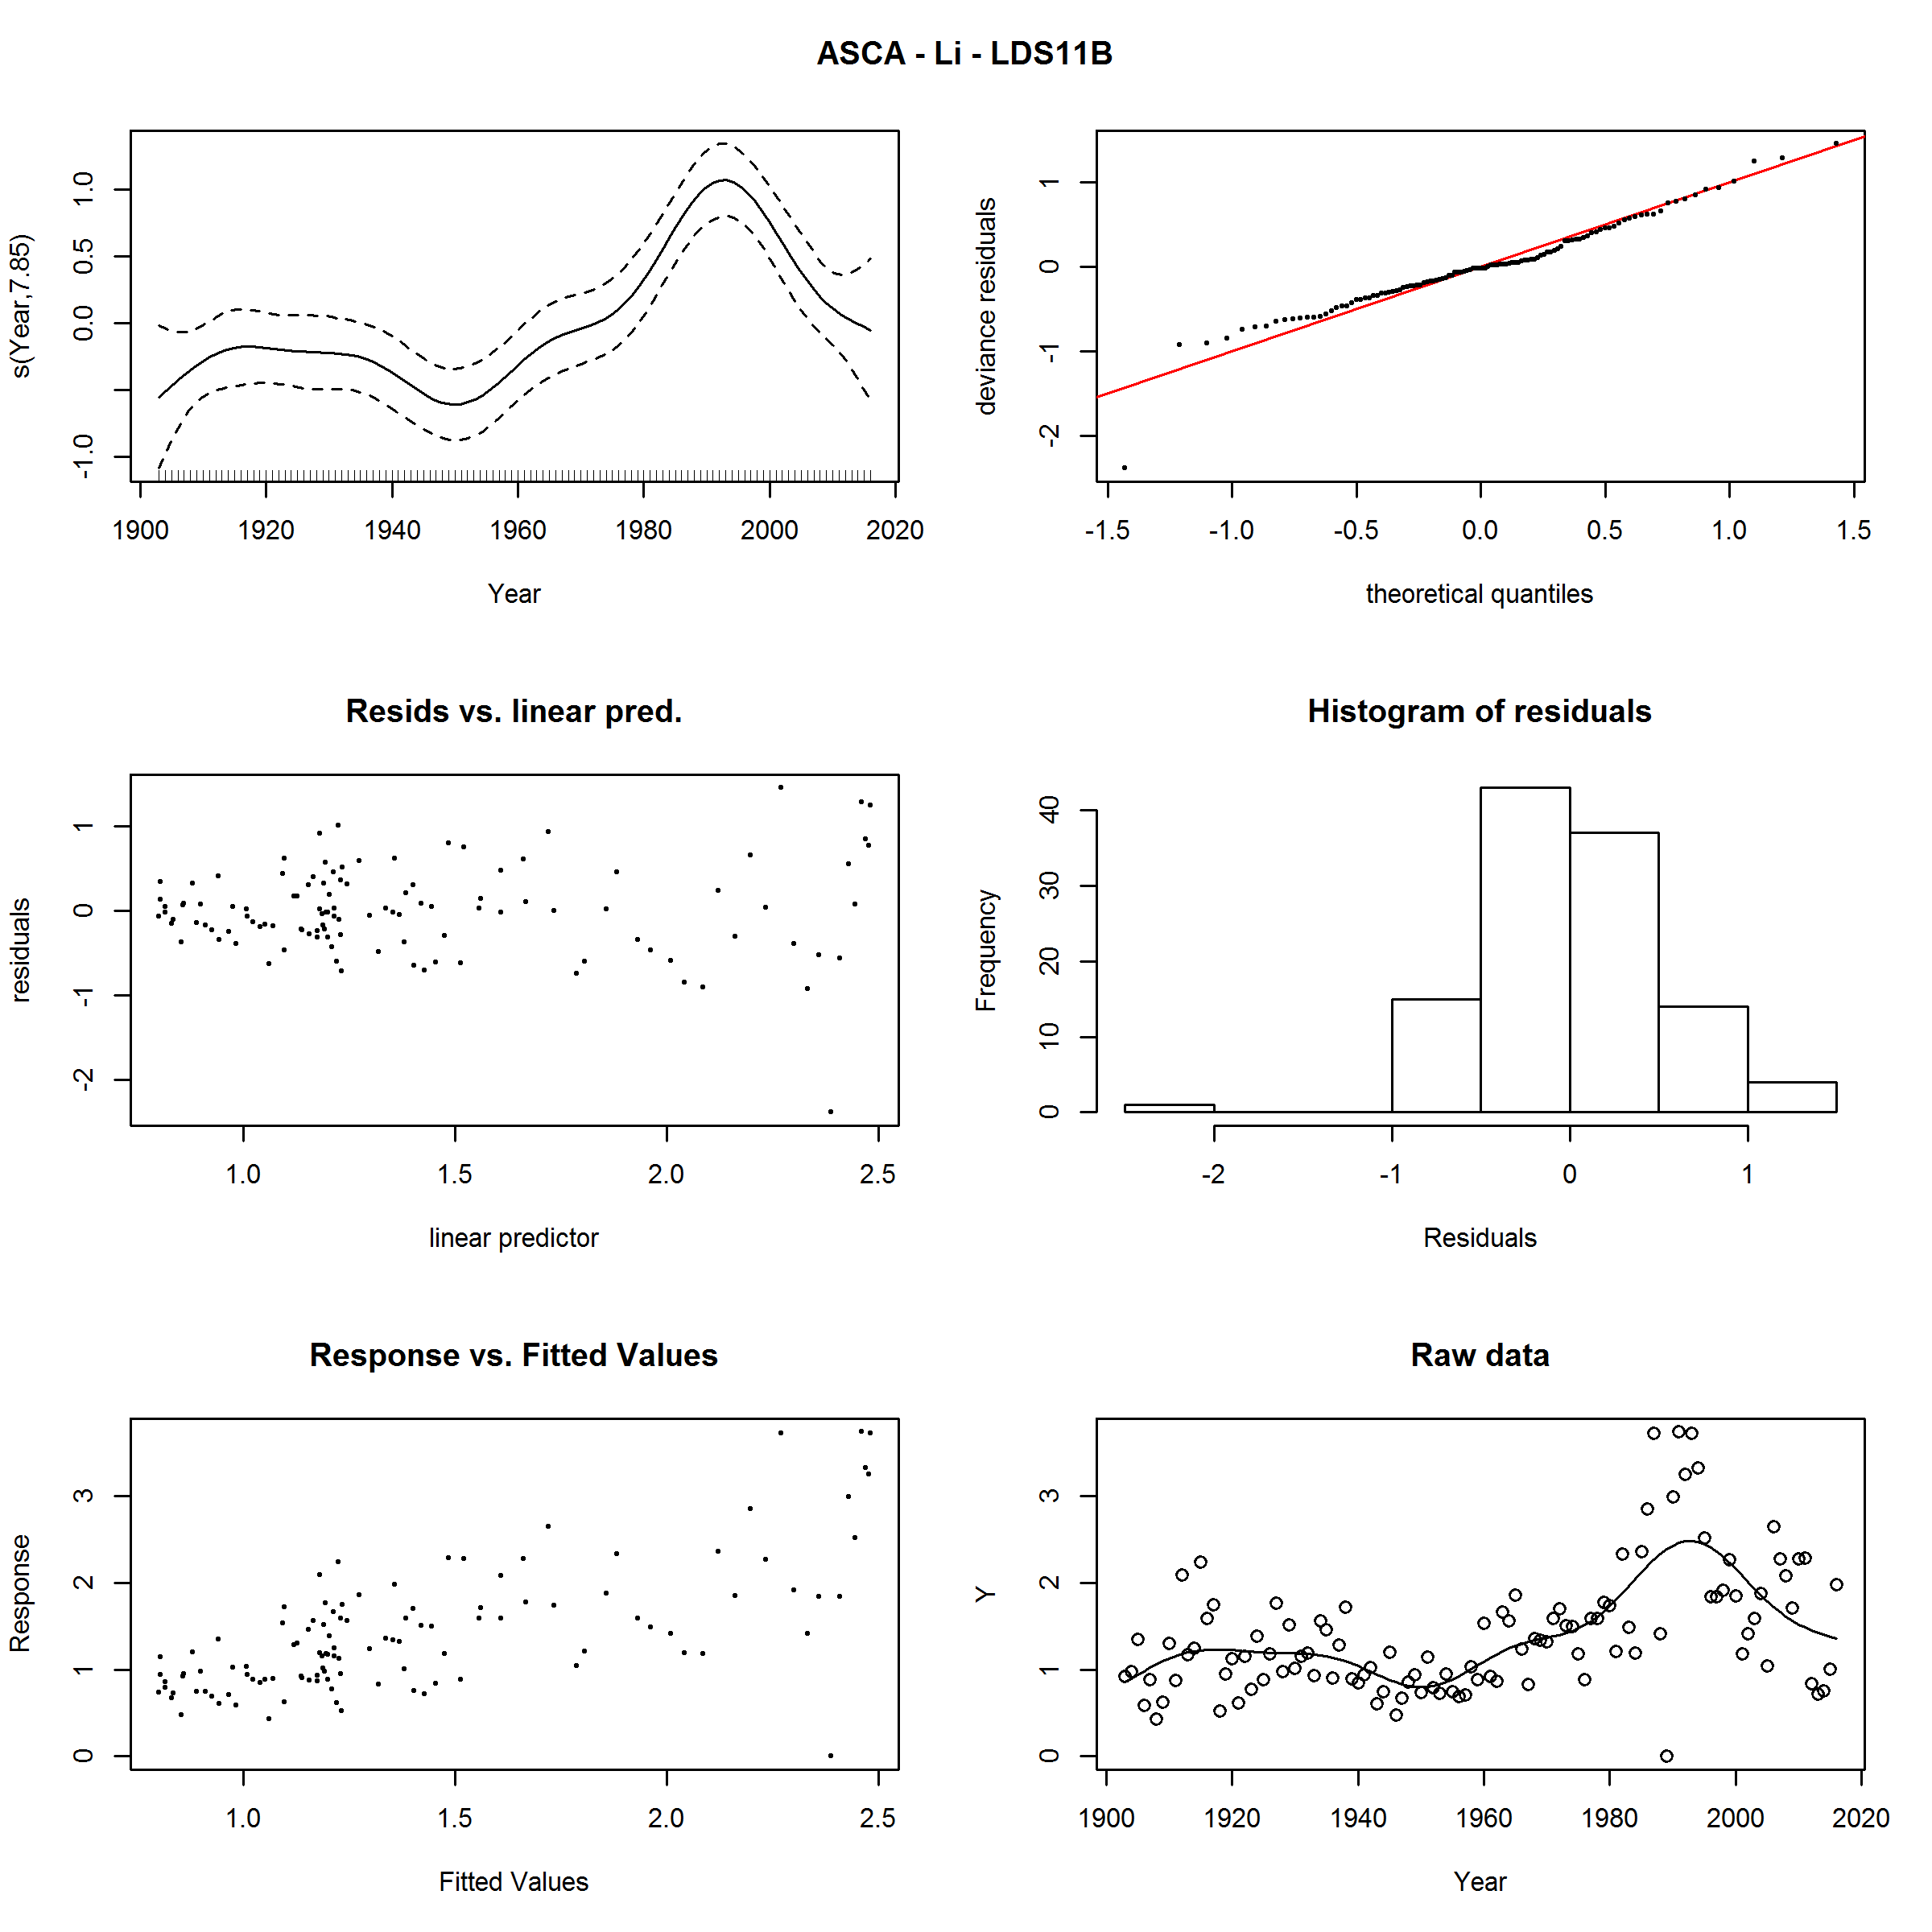 ASCA - Li - LDS11B
s(Year,7.85)
-1.0 0.0 0.5 1.0
1900 1920 1940 1960 1980 2000 2020
Year
deviance residuals
-2 -1 0 1
-1.5 -1.0 -0.5 0.0 0.5 1.0 1.5
theoretical quantiles
Resids vs. linear pred.
residuals
-2 -1 0 1
1.0 1.5 2.0 2.5
linear predictor
Histogram of residuals
Frequency
0 10 20 30 40
-2 -1 0 1
Residuals
Response vs. Fitted Values
Response
0 1 2 3
1.0 1.5 2.0 2.5
Fitted Values
Raw data
Y
0 1 2 3
1900 1920 1940 1960 1980 2000 2020
Year